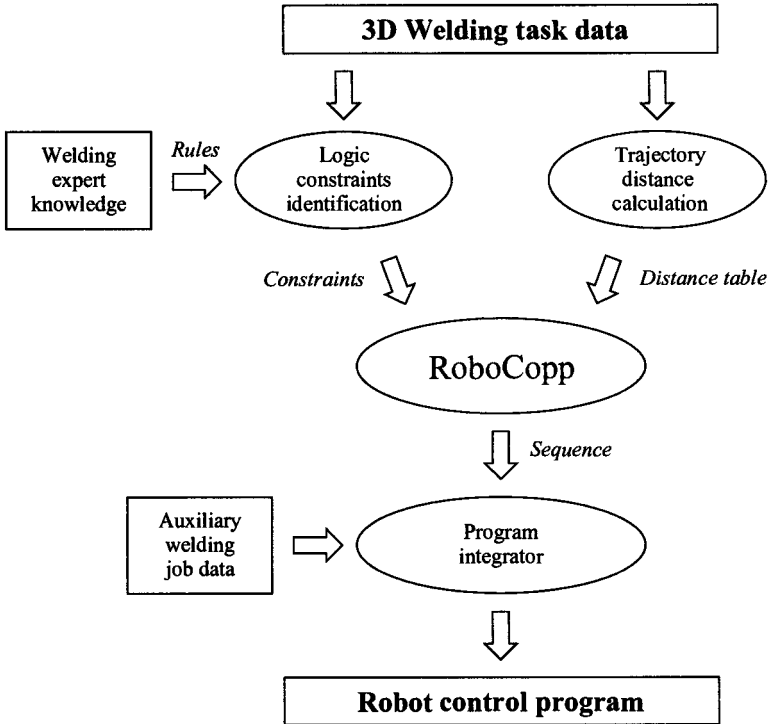 3D Welding task data
Welding
expert
knowledge
Rules
Logic
constraints
identification
Trajectory
distance
calculation
Constraints
Distance table
RoboCopp
Sequence
Auxiliary
welding
job data
Program
integrator
Robot control program